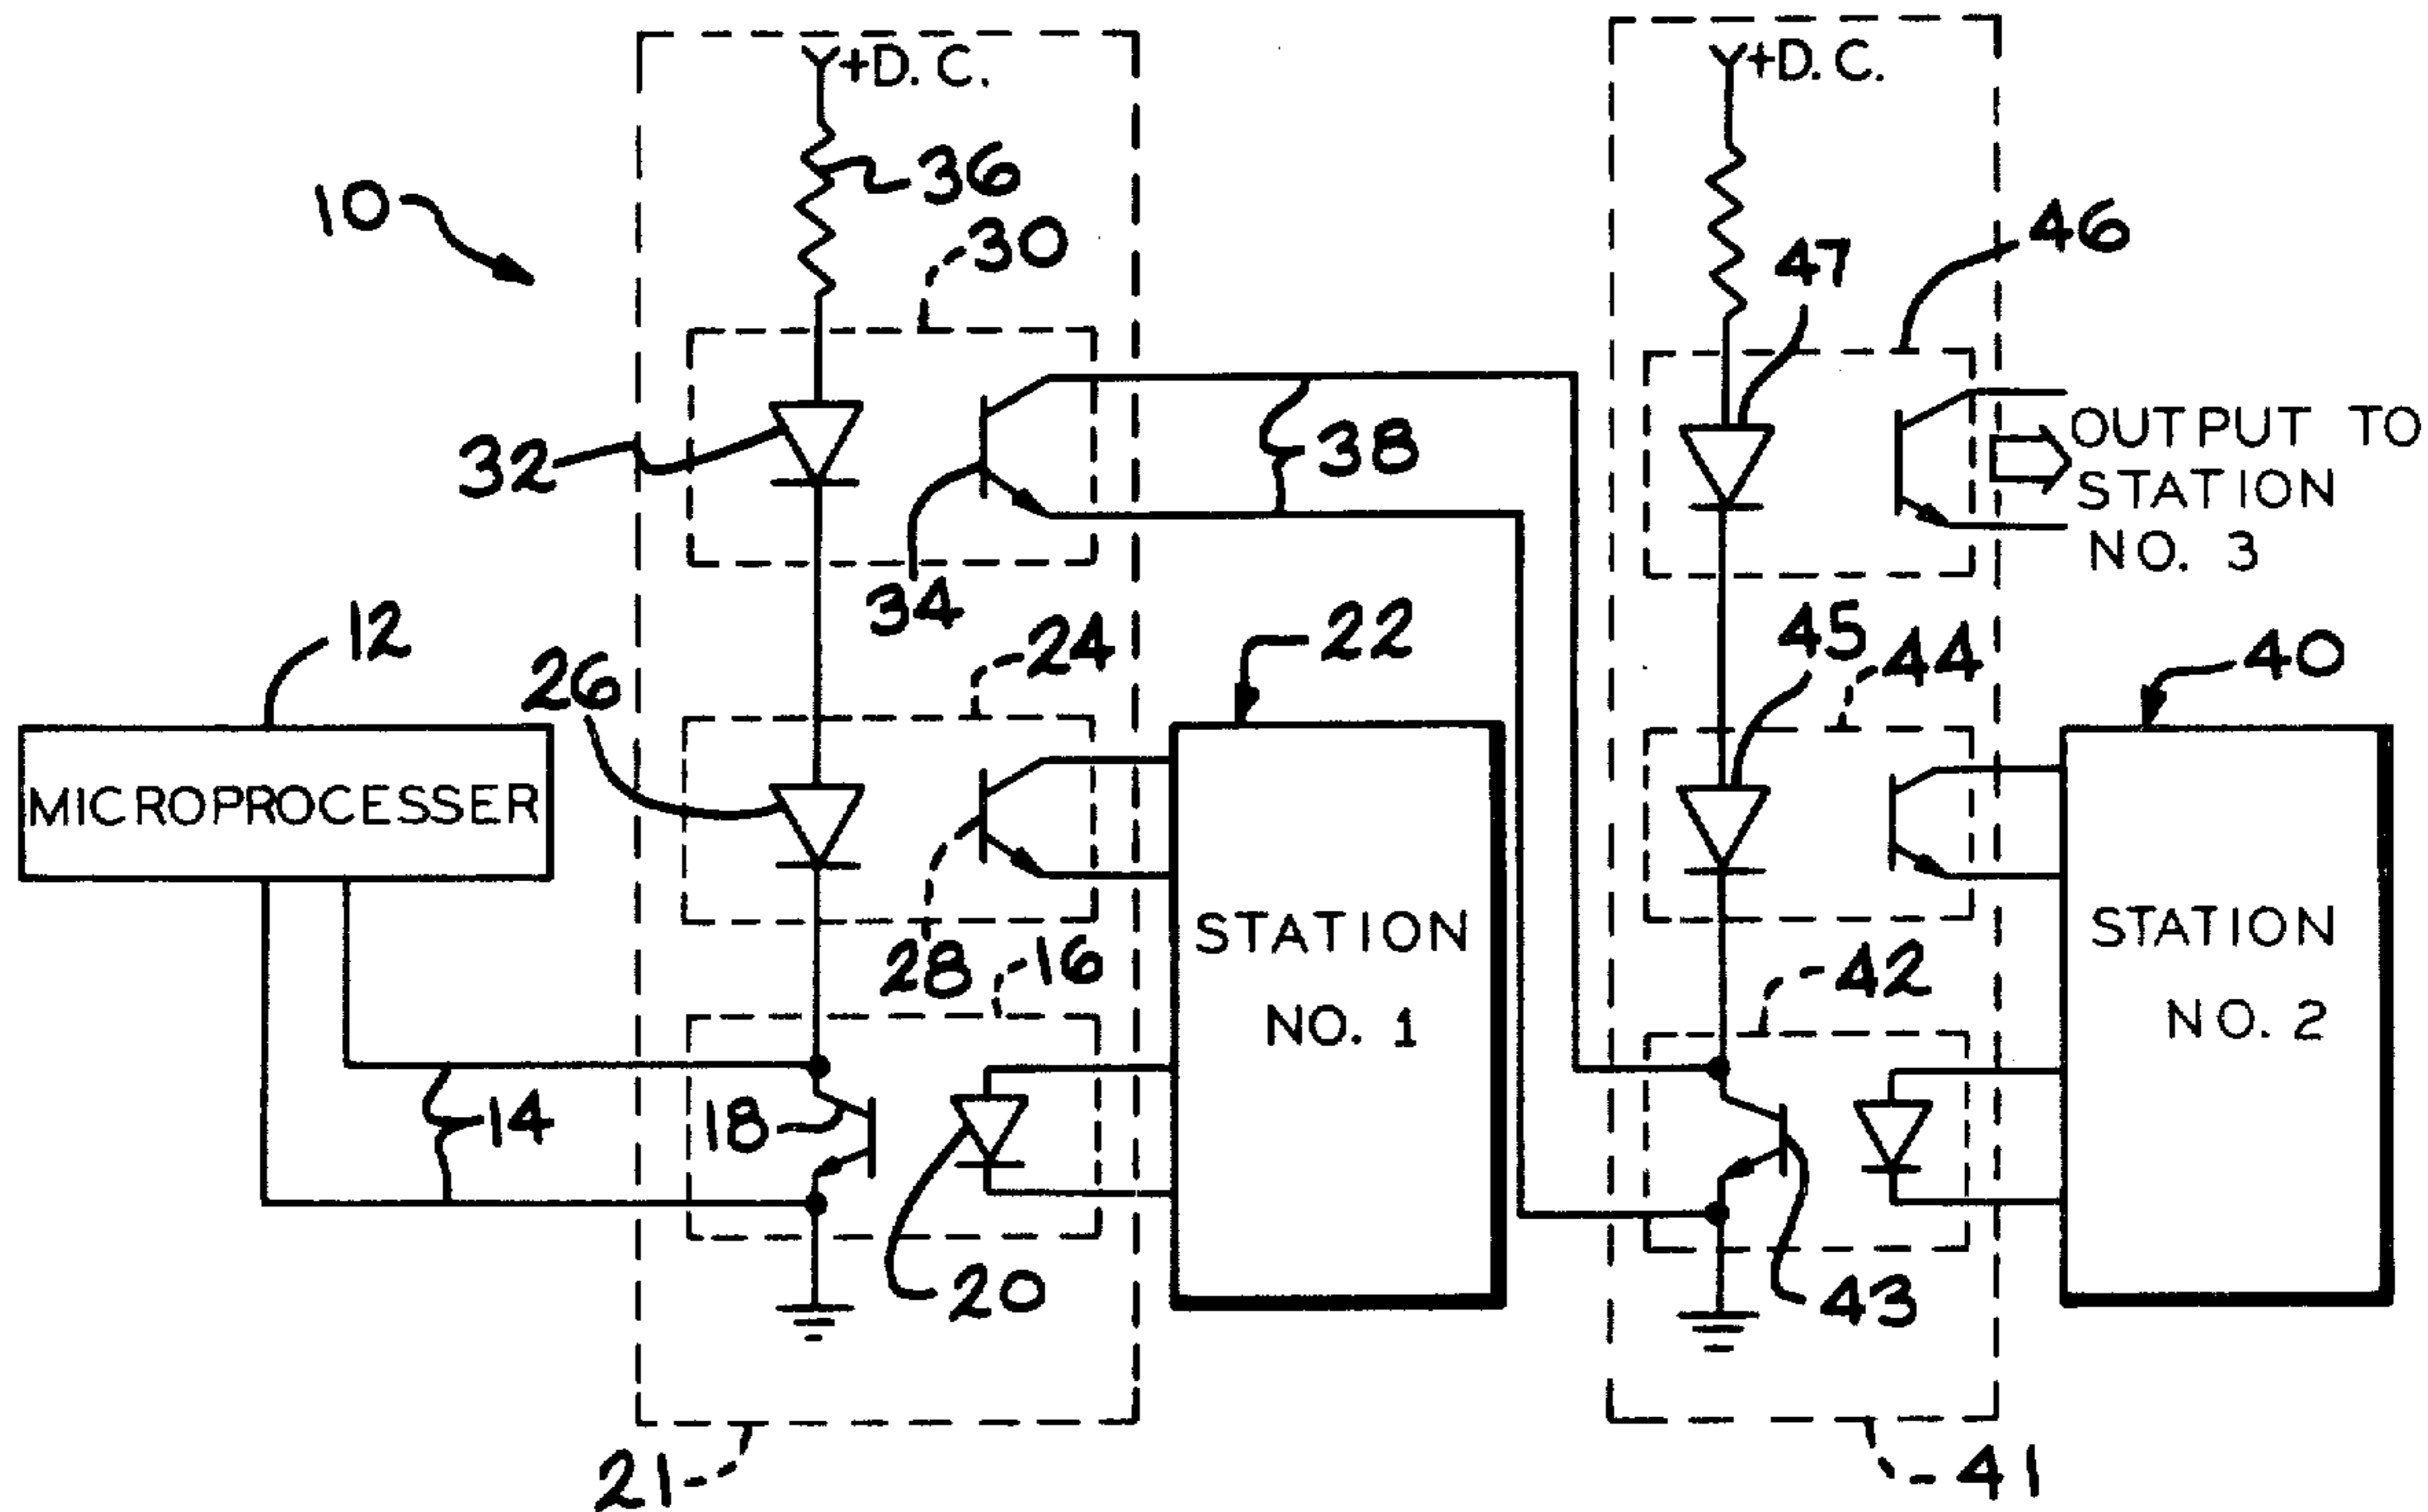 +D.C.
+D.C.
36
10
30
46
47
32
38
OUTPUT TO
STATION
NO. 3
34
12
26
24
22
45
44
40
MICROPROCESSER
STATION
NO. 1
STATION
NO. 2
28
16
42
14
18
20
43
21
41